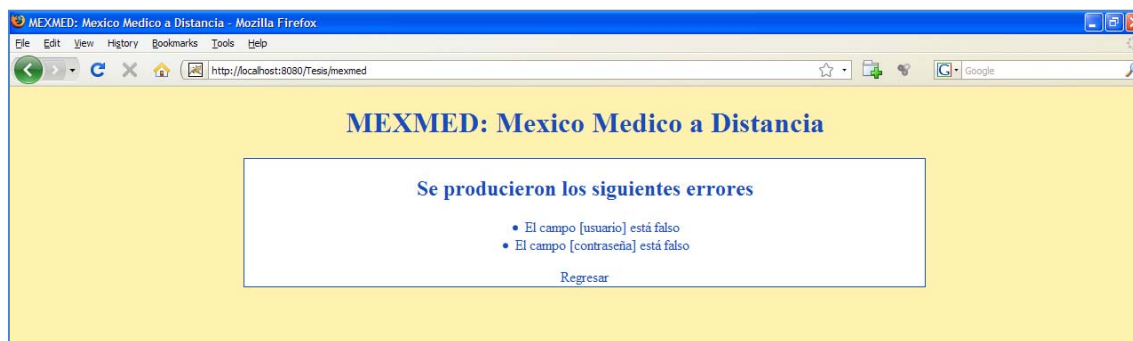 MEXMED: Mexico Medico a Distancia - Mozilla Firefox
File Edit View History Bookmarks Tools Help
http://localhost:8080/Tesis/mexmed
G Google
MEXMED: Mexico Medico a Distancia
Se producieron los siguientes errores
• El campo [usuario] está falso
• El campo [contraseña] está falso
Regresar